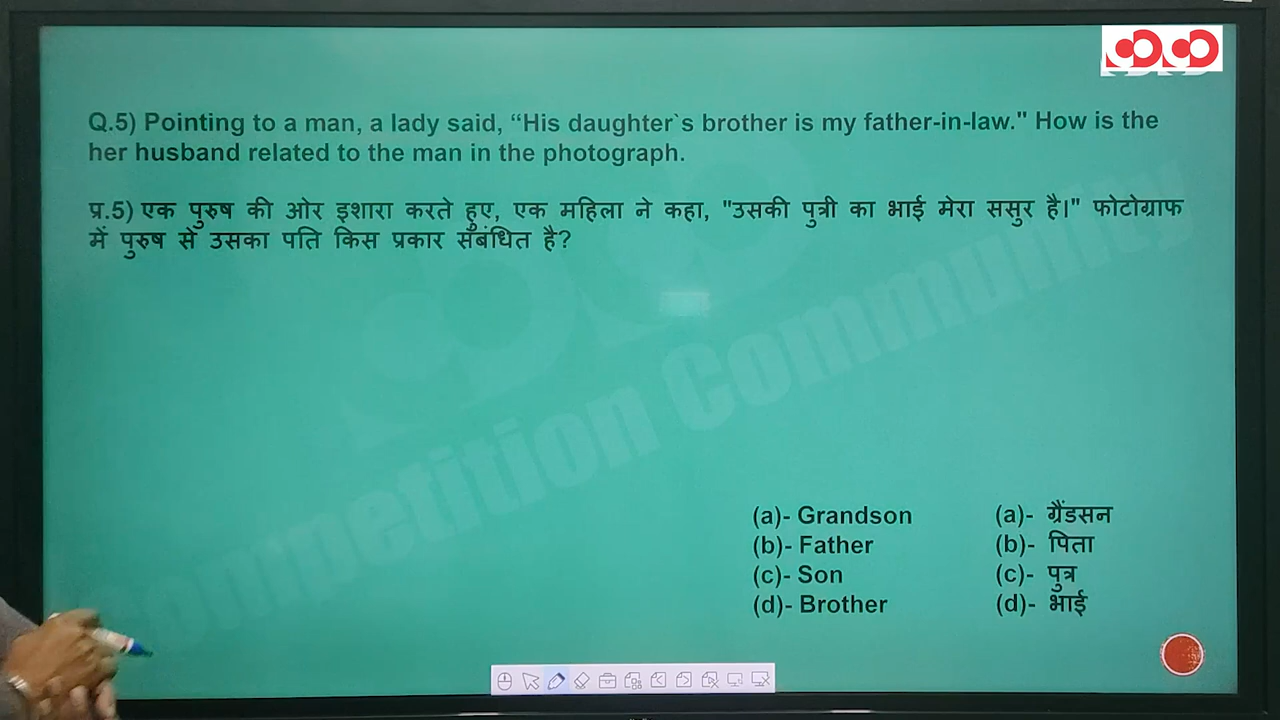 Q.5) Pointing to a man, a lady said, “His daughter`s brother is my father-in-law." How is the
her husband related to the man in the photograph.
प्र.5) एक पुरुष की ओर इशारा करते हुए, एक महिला ने कहा, "उसकी पुत्री का भाई मेरा ससुर है।" फोटोग्राफ
में पुरुष से उसका पति किस प्रकार संबंधित है?
Competition Community
(a)- Grandson (a)- ग्रैंडसन
(b)- Father (b)- पिता
(c)- Son (c)- पुत्र
(d)- Brother (d)- भाई